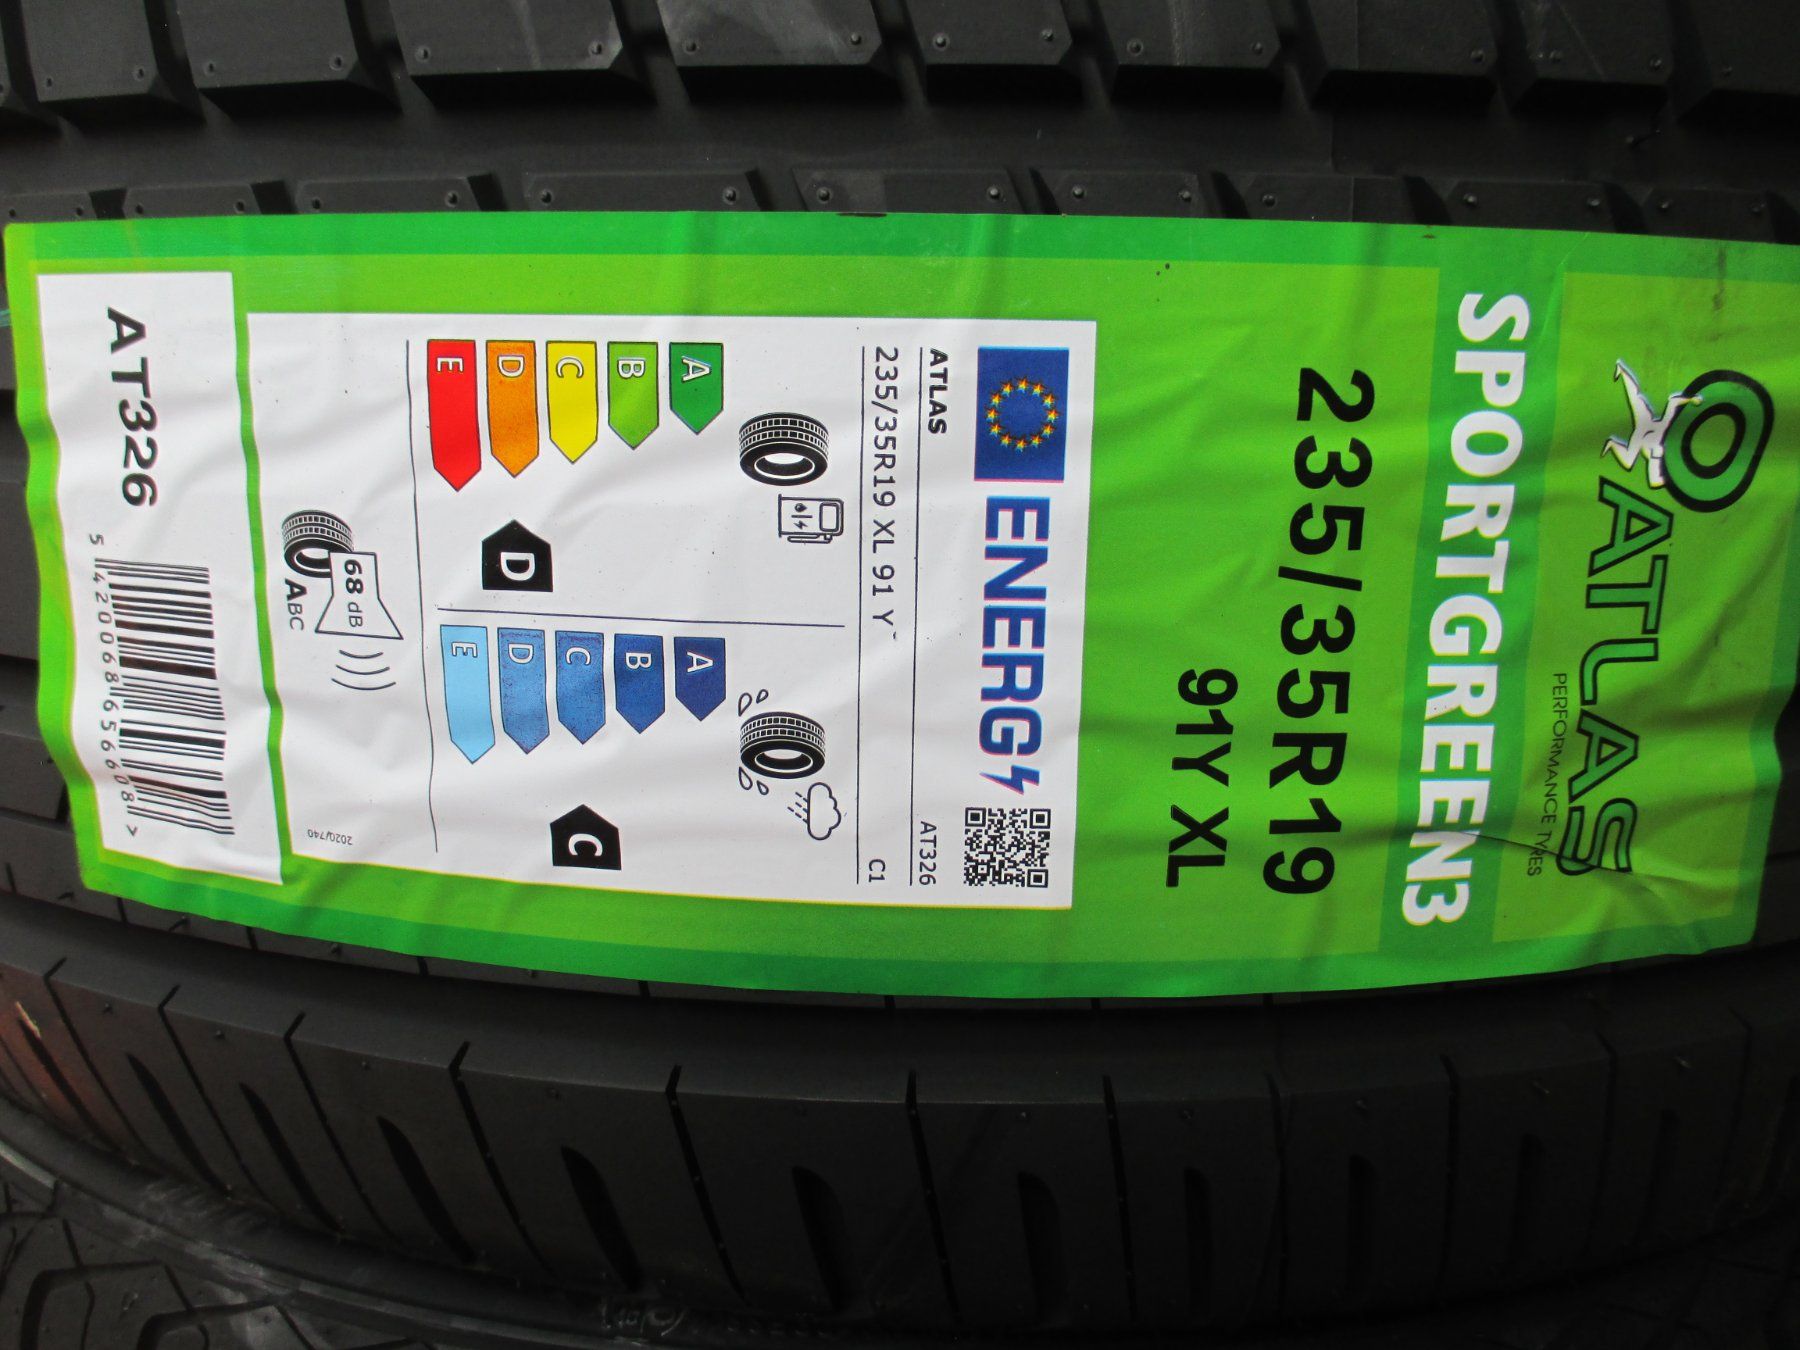 ATLAS
PERFORMANCE TYRES
SPORTGREEN3
235/35R19
91Y XL
ENERG
ATLAS AT326
235/35R19 XL 91 Y C1
A A
B B
C C
D D
E E
D
C
68 dB
ABC
2020/740
AT326
5 420068 656608 >